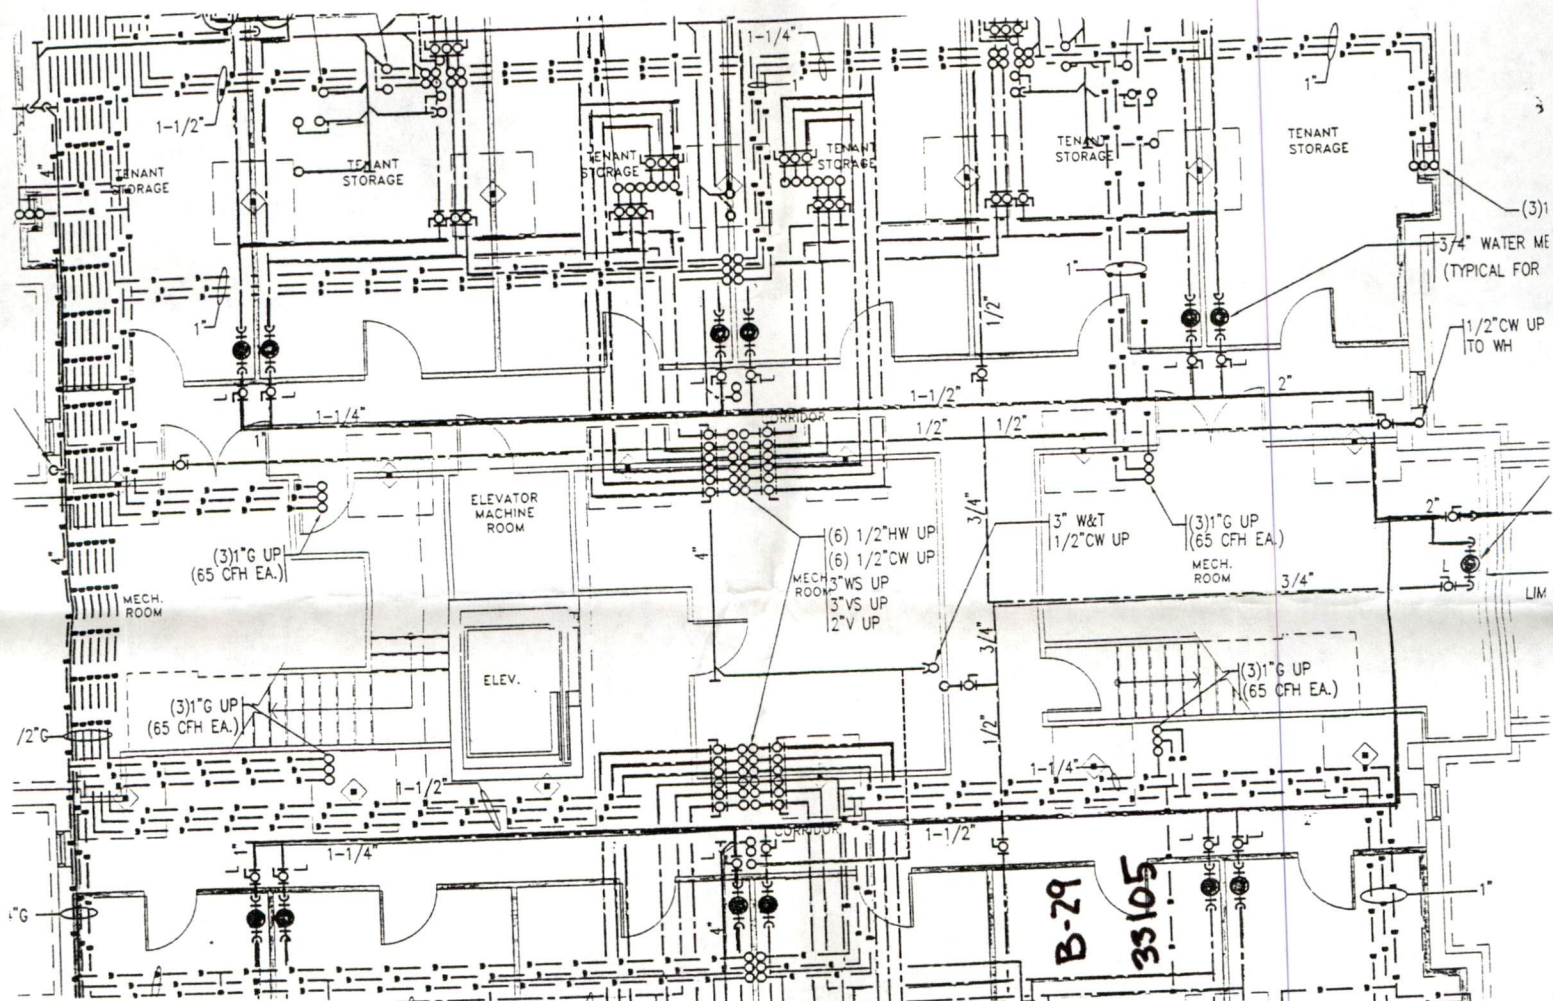 1-1/4"
1"
1-1/2"
4"
TENANT
STORAGE
TENANT
STORAGE
TENANT
STORAGE
TENANT
STORAGE
TENANT
STORAGE
TENANT
STORAGE
(3)1
3/4" WATER ME
(TYPICAL FOR
1"
1"
1/2"
1/2"CW UP
TO WH
1-1/4"
1-1/2"
2"
CORRIDOR
1/2"
1/2"
ELEVATOR
MACHINE
ROOM
3/4"
2"
(6) 1/2"HW UP
(6) 1/2"CW UP
3"WS UP
3"VS UP
2"V UP
3" W&T
1/2"CW UP
(3)1"G UP
(65 CFH EA.)
(3)1"G UP
(65 CFH EA.)
4"
4"
MECH.
ROOM
MECH.
ROOM
MECH.
ROOM
L
3/4"
LIM
3/4"
ELEV.
(3)1"G UP
(65 CFH EA.)
(3)1"G UP
(65 CFH EA.)
/2"G
1/2"
1-1/4"
1-1/2"
CORRIDOR
1-1/4"
1-1/2"
2"
"G
4"
1"
B-29
33105